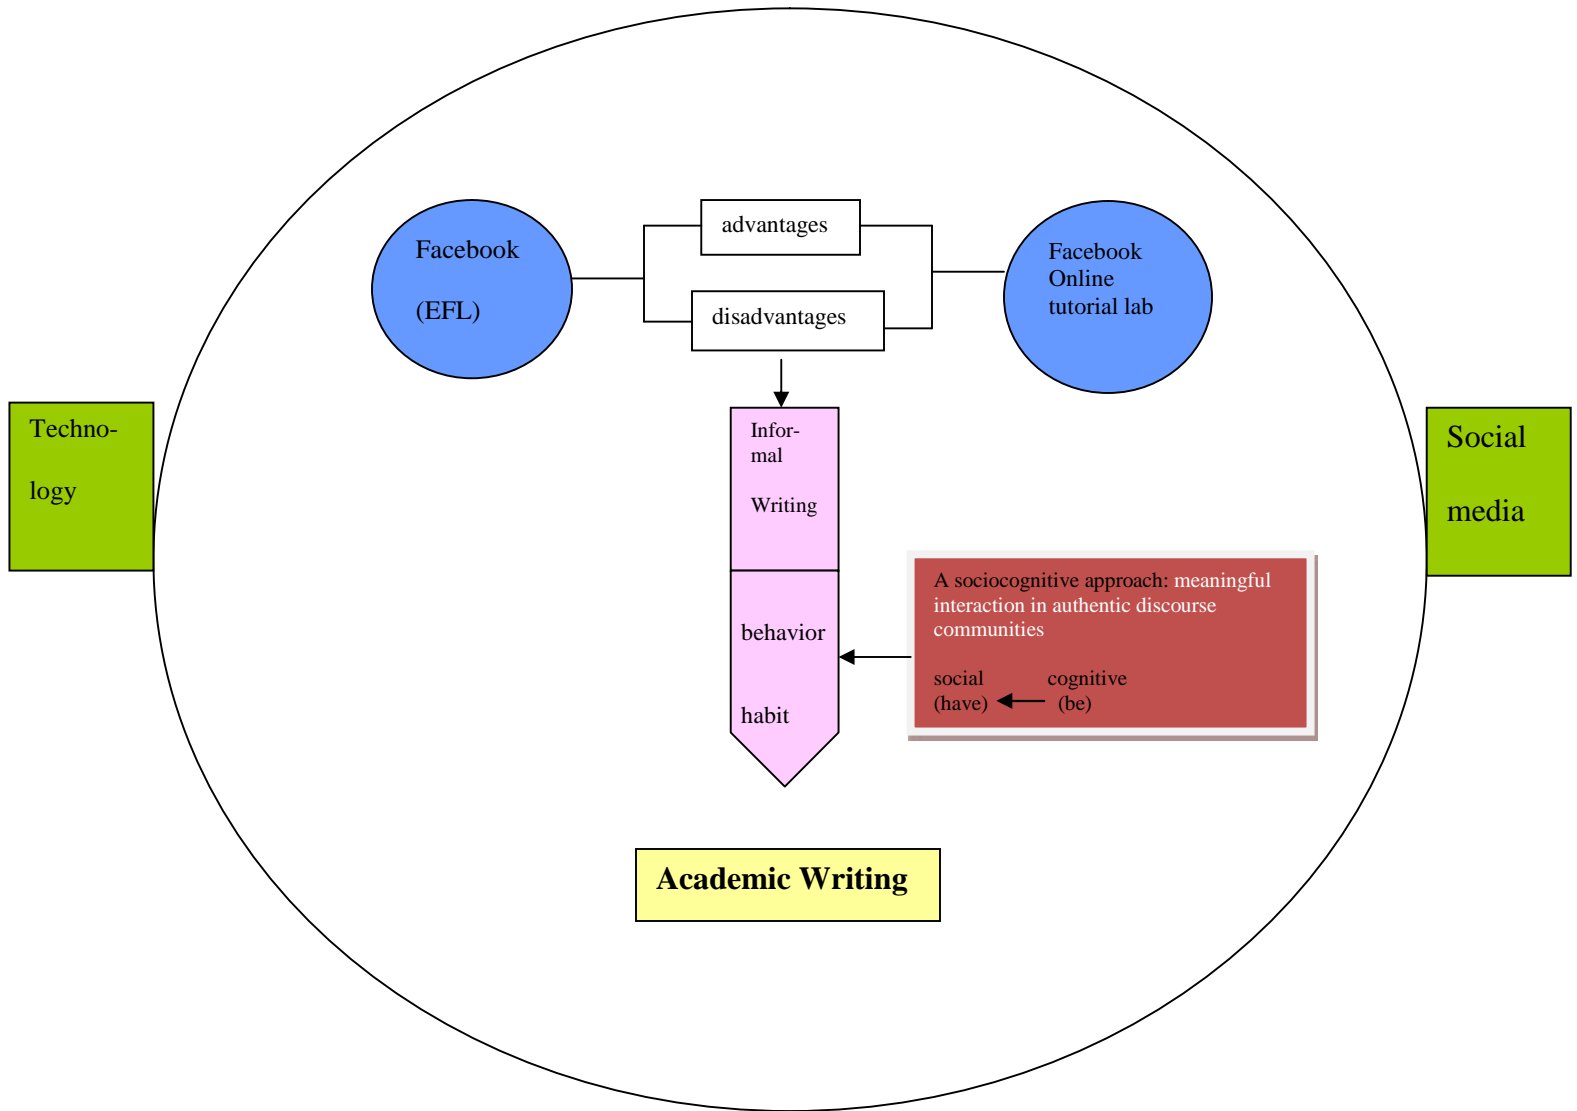 advantages
Facebook
(EFL)
disadvantages
Facebook
Online
tutorial lab
Techno-
logy
Infor-
mal
Writing
Social
media
behavior
habit
A sociocognitive approach: meaningful
interaction in authentic discourse
communities
social cognitive
(have) (be)
Academic Writing